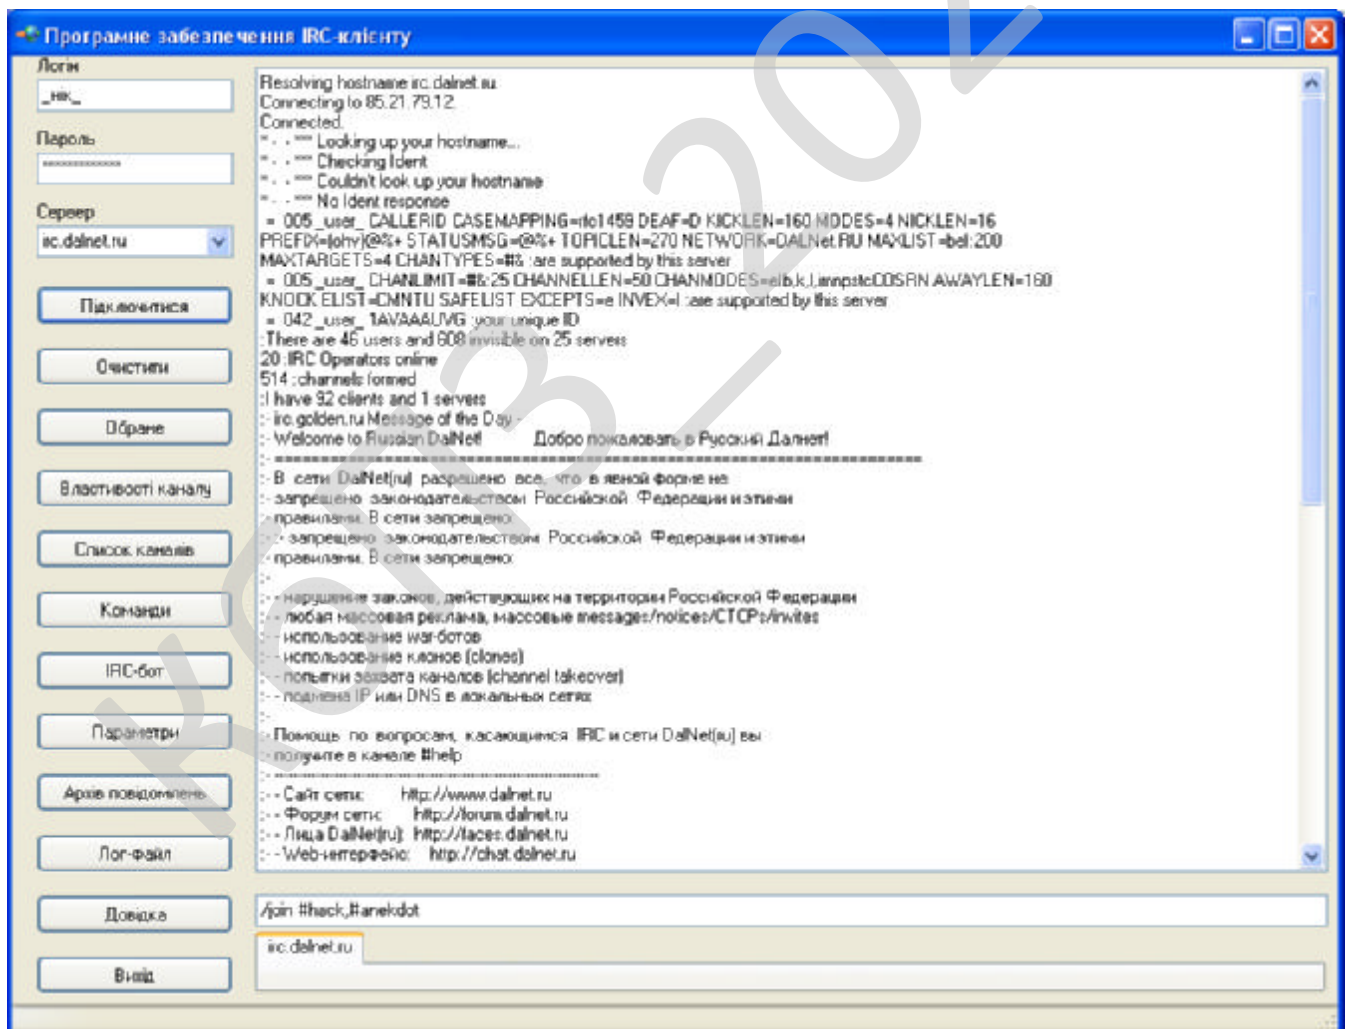 Програмне забезпечення IRC-клієнту
Логін
_нік_
Пароль
Сервер
irc.dalnet.ru
Підключитися
Очистити
Обране
Властивості каналу
Список каналів
Команди
IRC-бот
Параметри
Архів повідомлень
Лог-файл
Довідка
Вихід
Resolving hostname irc.dalnet.ru
Connecting to 85.21.79.12.
Connected.
* - - *** Looking up your hostname...
* - - *** Checking Ident
* - - *** Couldn't look up your hostname
* - - *** No Ident response
= 005 _user_ CALLERID CASEMAPPING=rfc1459 DEAF=D KICKLEN=160 MODES=4 NICKLEN=16
PREFIX=(ohv)@%+ STATUSMSG=@%+ TOPICLEN=270 NETWORK=DALNet.RU MAXLIST=beI:200
MAXTARGETS=4 CHANTYPES=#& :are supported by this server
= 005 _user_ CHANLIMIT=#&:25 CHANNELLEN=50 AWAYLEN=160
KNOCK ELIST=CMNTU SAFELIST EXCEPTS=e INVEX=I :are supported by this server
= 042 _user_ 1AVAAAUVG :your unique ID
:There are 46 users and 608 invisible on 25 servers
20 :IRC Operators online
514 :channels formed
:I have 92 clients and 1 servers
:- irc.golden.ru Message of the Day -
:- Welcome to Russian DalNet! Добро пожаловать в Русский Далнет!
:- ====================================================================
:- В сети DalNet(ru) разрешено все, что в явной форме не
:- запрещено законодательством Российской Федерации и этими
:- правилами. В сети запрещено:
:- :- запрещено законодательством Российской Федерации и этими
:- правилами. В сети запрещено:
:-
:- - нарушение законов, действующих на территории Российской Федерации
:- - любая массовая реклама, массовые messages/notices/CTCPs/invites
:- - использование war-ботов
:- - использование клонов (clones)
:- - попытки захвата каналов (channel takeover)
:- - подмена IP или DNS в локальных сетях
:-
:- Помощь по вопросам, касающимся IRC и сети DalNet(ru) вы
:- получите в канале #help
:- --------------------------------------------------------------
:- - Сайт сети: http://www.dalnet.ru
:- - Форум сети: http://forum.dalnet.ru
:- - Лица DalNet(ru): http://faces.dalnet.ru
:- - Web-интерфейс: http://chat.dalnet.ru
/join #hack,#anekdot
irc.dalnet.ru
КСПЗ_202